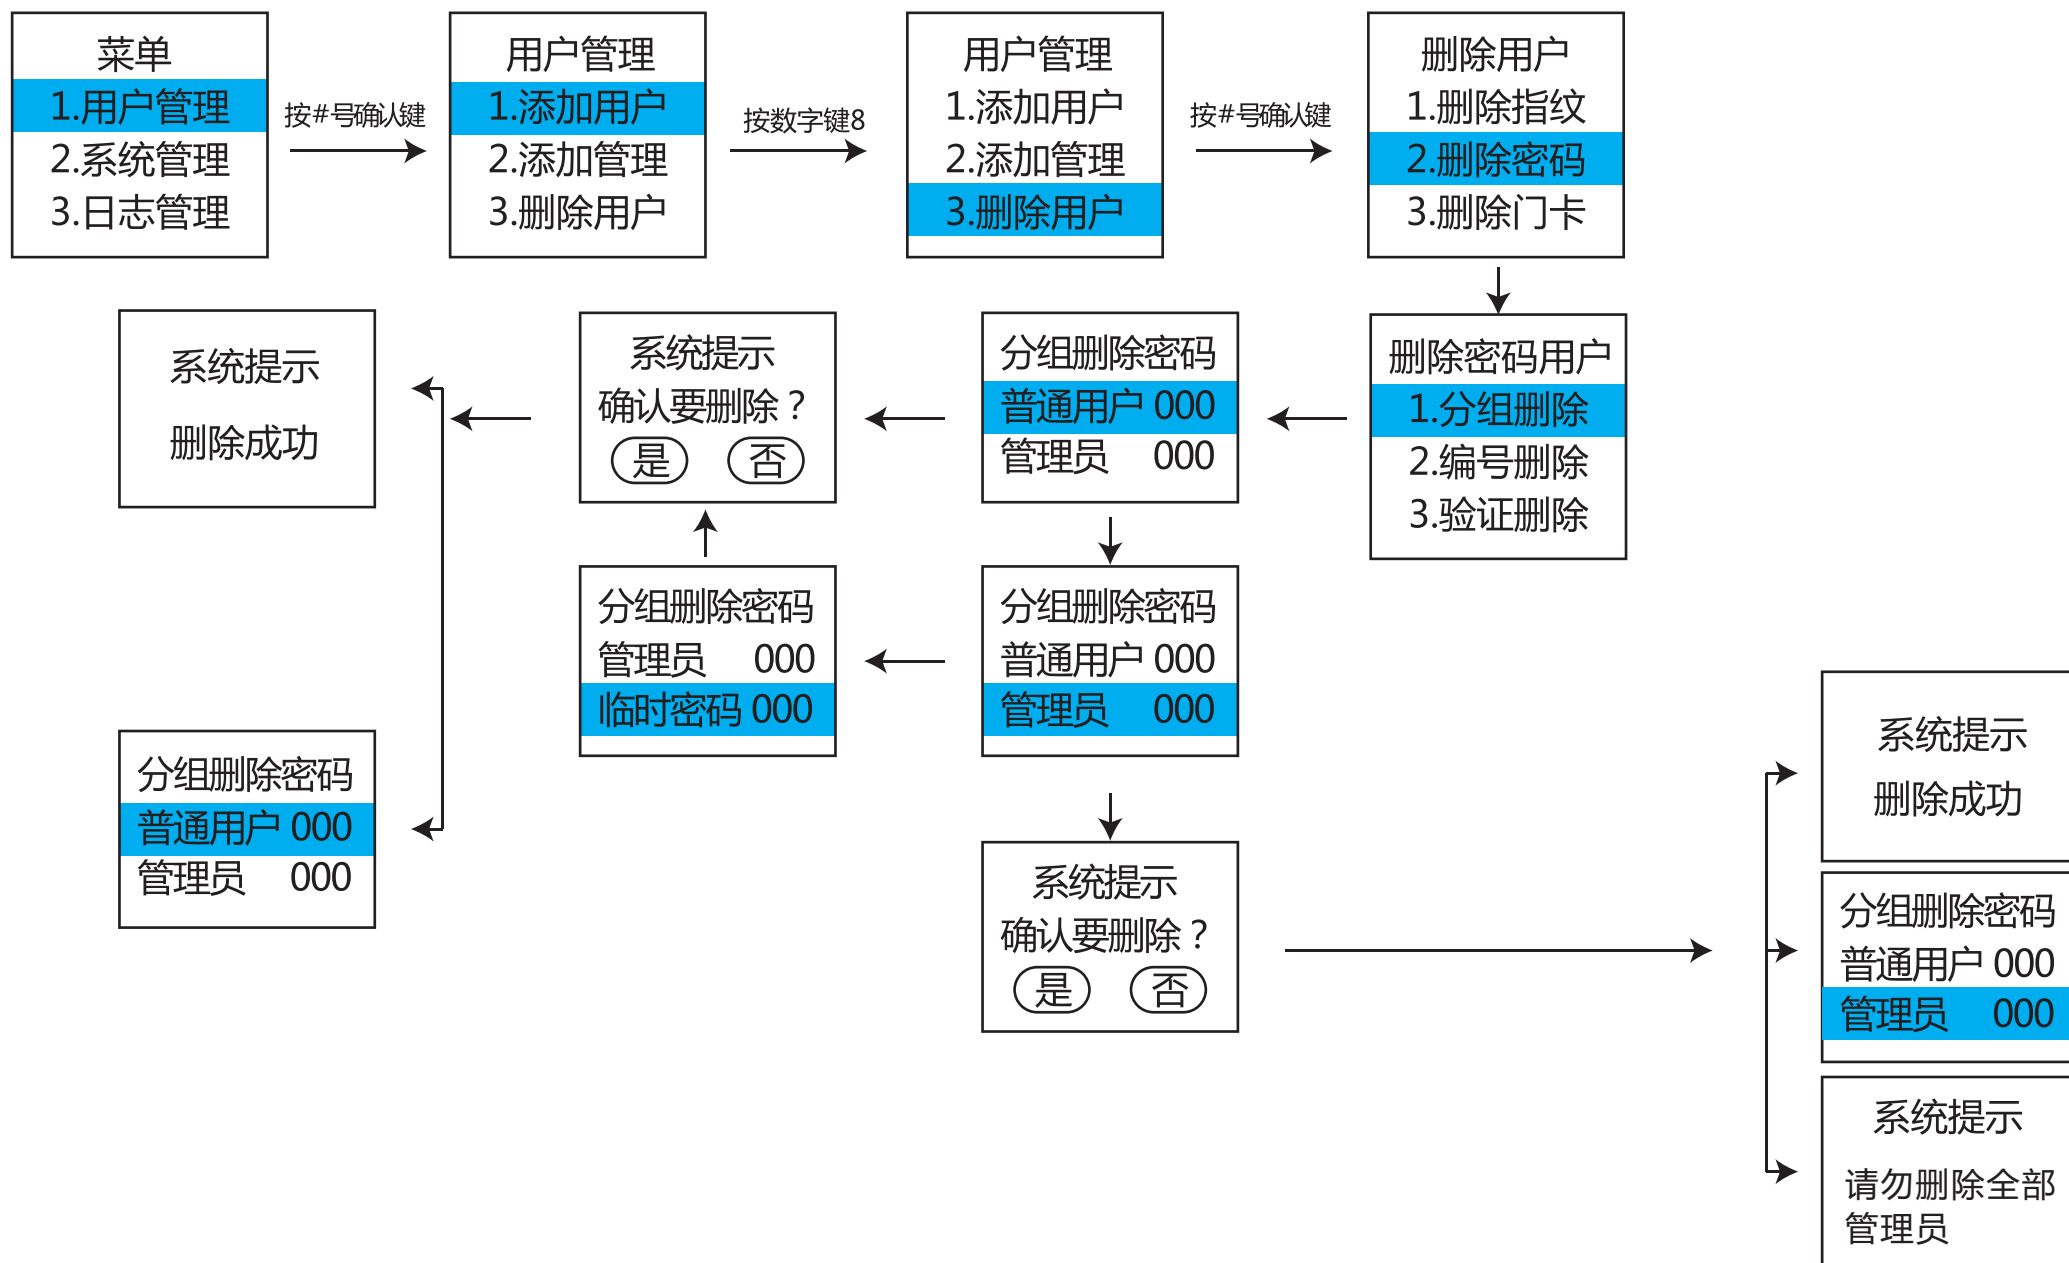 菜单
1.用户管理
2.系统管理
3.日志管理
按#号确认键
用户管理
1.添加用户
2.添加管理
3.删除用户
按数字键8
用户管理
1.添加用户
2.添加管理
3.删除用户
按#号确认键
删除用户
1.删除指纹
2.删除密码
3.删除门卡
删除密码用户
1.分组删除
2.编号删除
3.验证删除
分组删除密码
普通用户 000
管理员 000
系统提示
确认要删除？
是 否
系统提示
删除成功
分组删除密码
普通用户 000
管理员 000
分组删除密码
管理员 000
临时密码 000
分组删除密码
普通用户 000
管理员 000
系统提示
确认要删除？
是 否
系统提示
删除成功
分组删除密码
普通用户 000
管理员 000
系统提示
请勿删除全部
管理员